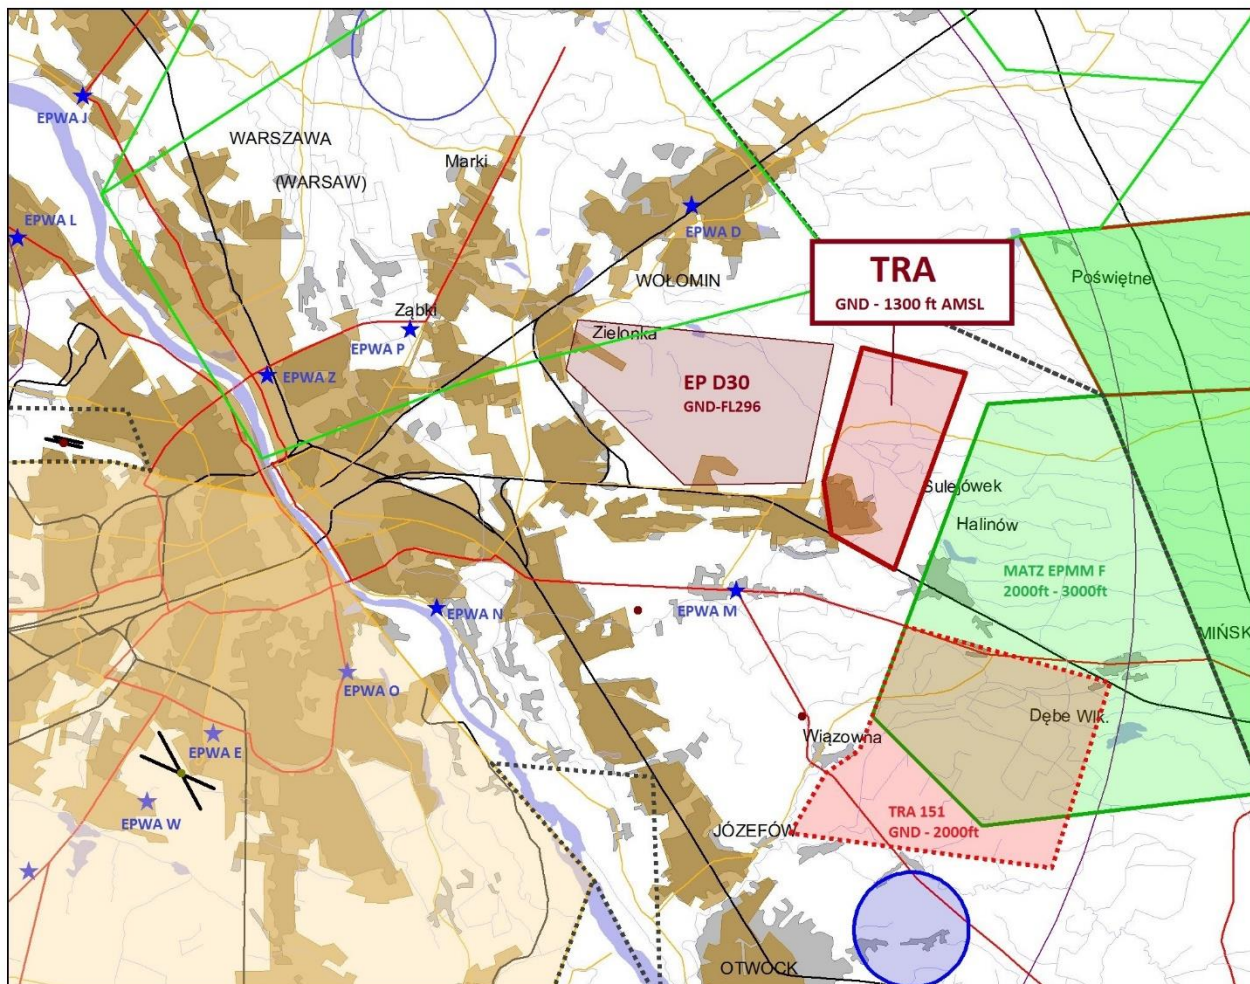 EPWA J
WARSZAWA
(WARSAW)
Marki
EPWA L
EPWA D
WOŁOMIN
TRA
GND - 1300 ft AMSL
Poświętne
Ząbki
EPWA P
Zielonka
EPWA Z
EP D30
GND-FL296
Sulejówek
Halinów
MATZ EPMM F
2000ft - 3000ft
EPWA M
EPWA N
MIŃSK
EPWA O
Dębe Wlk.
EPWA E
Wiązowna
EPWA W
TRA 151
GND - 2000ft
JÓZEFÓW
OTWOCK